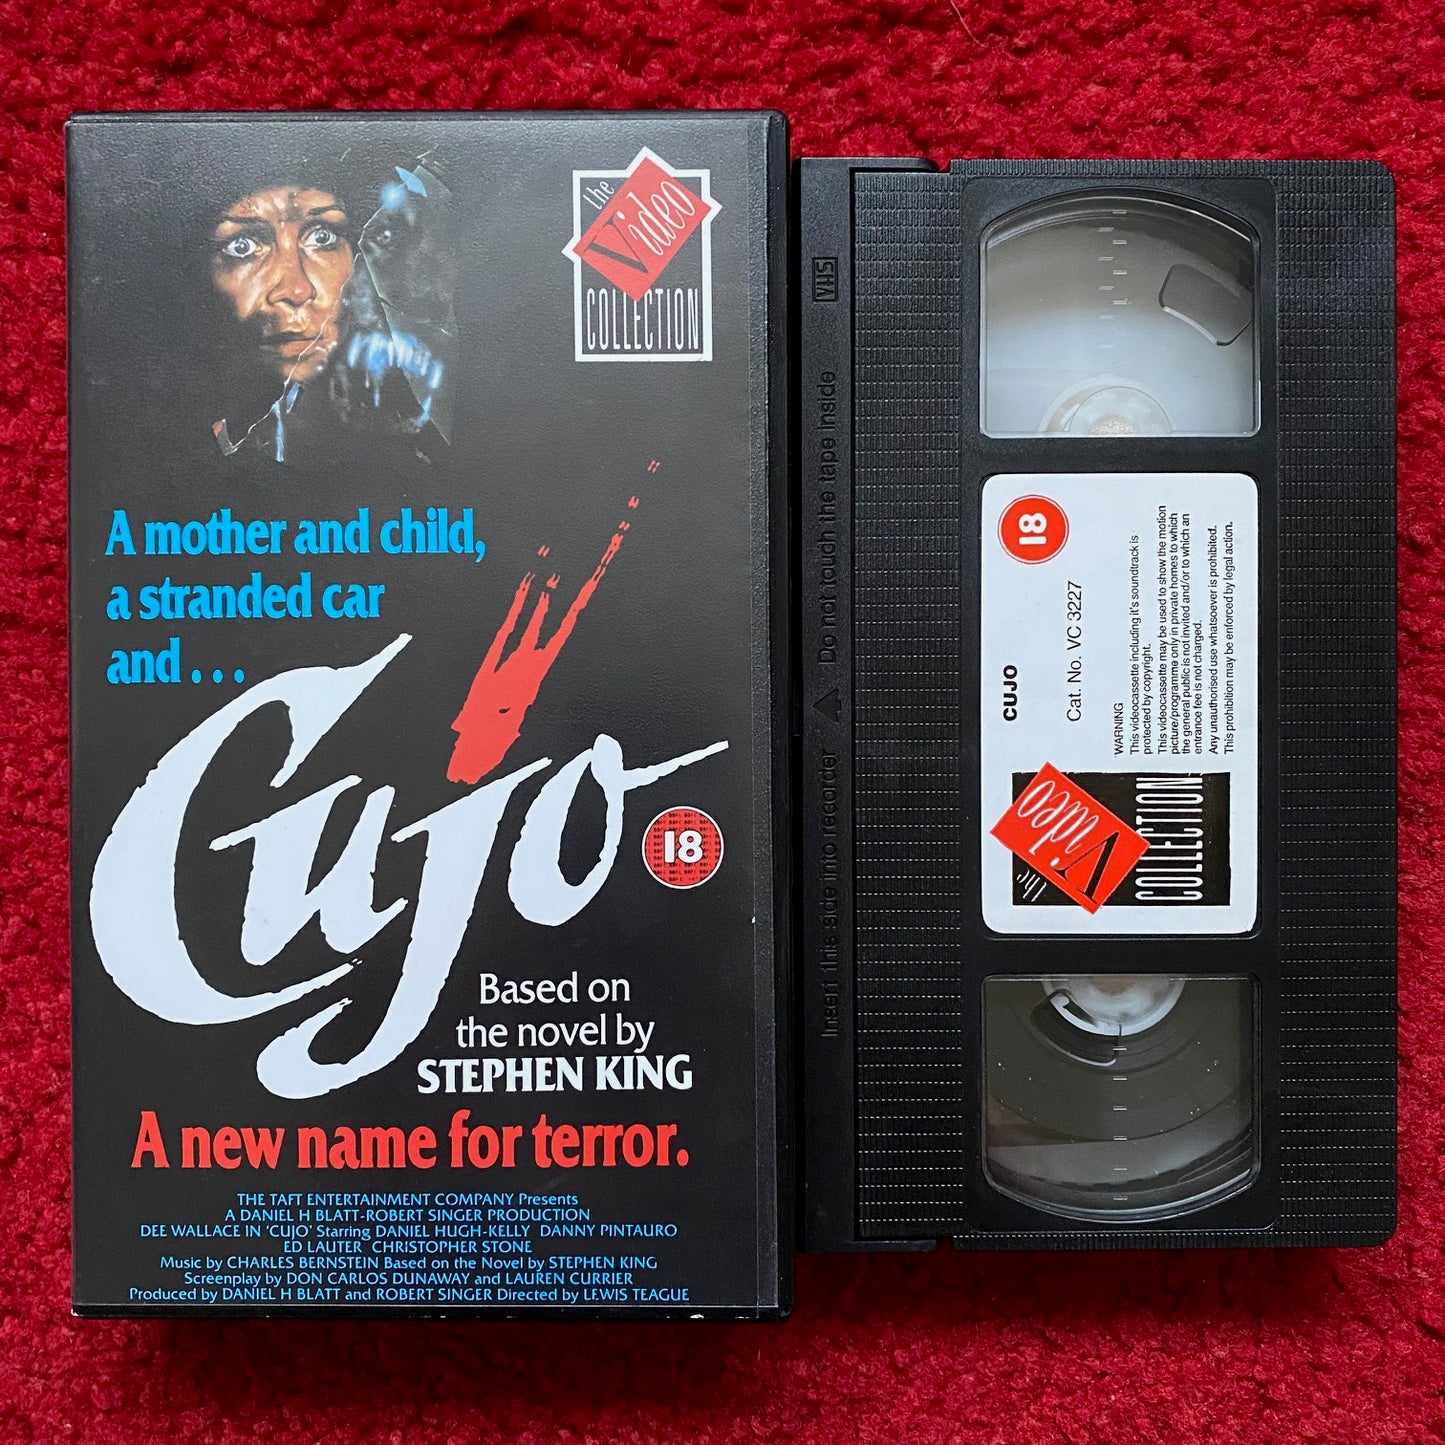 the
Video
COLLECTION
A mother and child,
a stranded car
and...
Cujo
18
Based on
the novel by
STEPHEN KING
A new name for terror.
THE TAFT ENTERTAINMENT COMPANY Presents
A DANIEL H BLATT-ROBERT SINGER PRODUCTION
DEE WALLACE IN 'CUJO' Starring DANIEL HUGH-KELLY DANNY PINTAURO
ED LAUTER CHRISTOPHER STONE
Music by CHARLES BERNSTEIN Based on the Novel by STEPHEN KING
Screenplay by DON CARLOS DUNAWAY and LAUREN CURRIER
Produced by DANIEL H BLATT and ROBERT SINGER Directed by LEWIS TEAGUE
VHS
Insert this side into recorder Do not touch the tape inside
18
CUJO
Cat. No. VC 3227
WARNING
This videocassette including it's soundtrack is
protected by copyright.
This videocassette may be used to show the motion
picture/programme only in private homes to which
the general public is not invited and/or to which an
entrance fee is not charged.
Any unauthorised use whatsoever is prohibited.
This prohibition may be enforced by legal action.
the
Video
COLLECTION